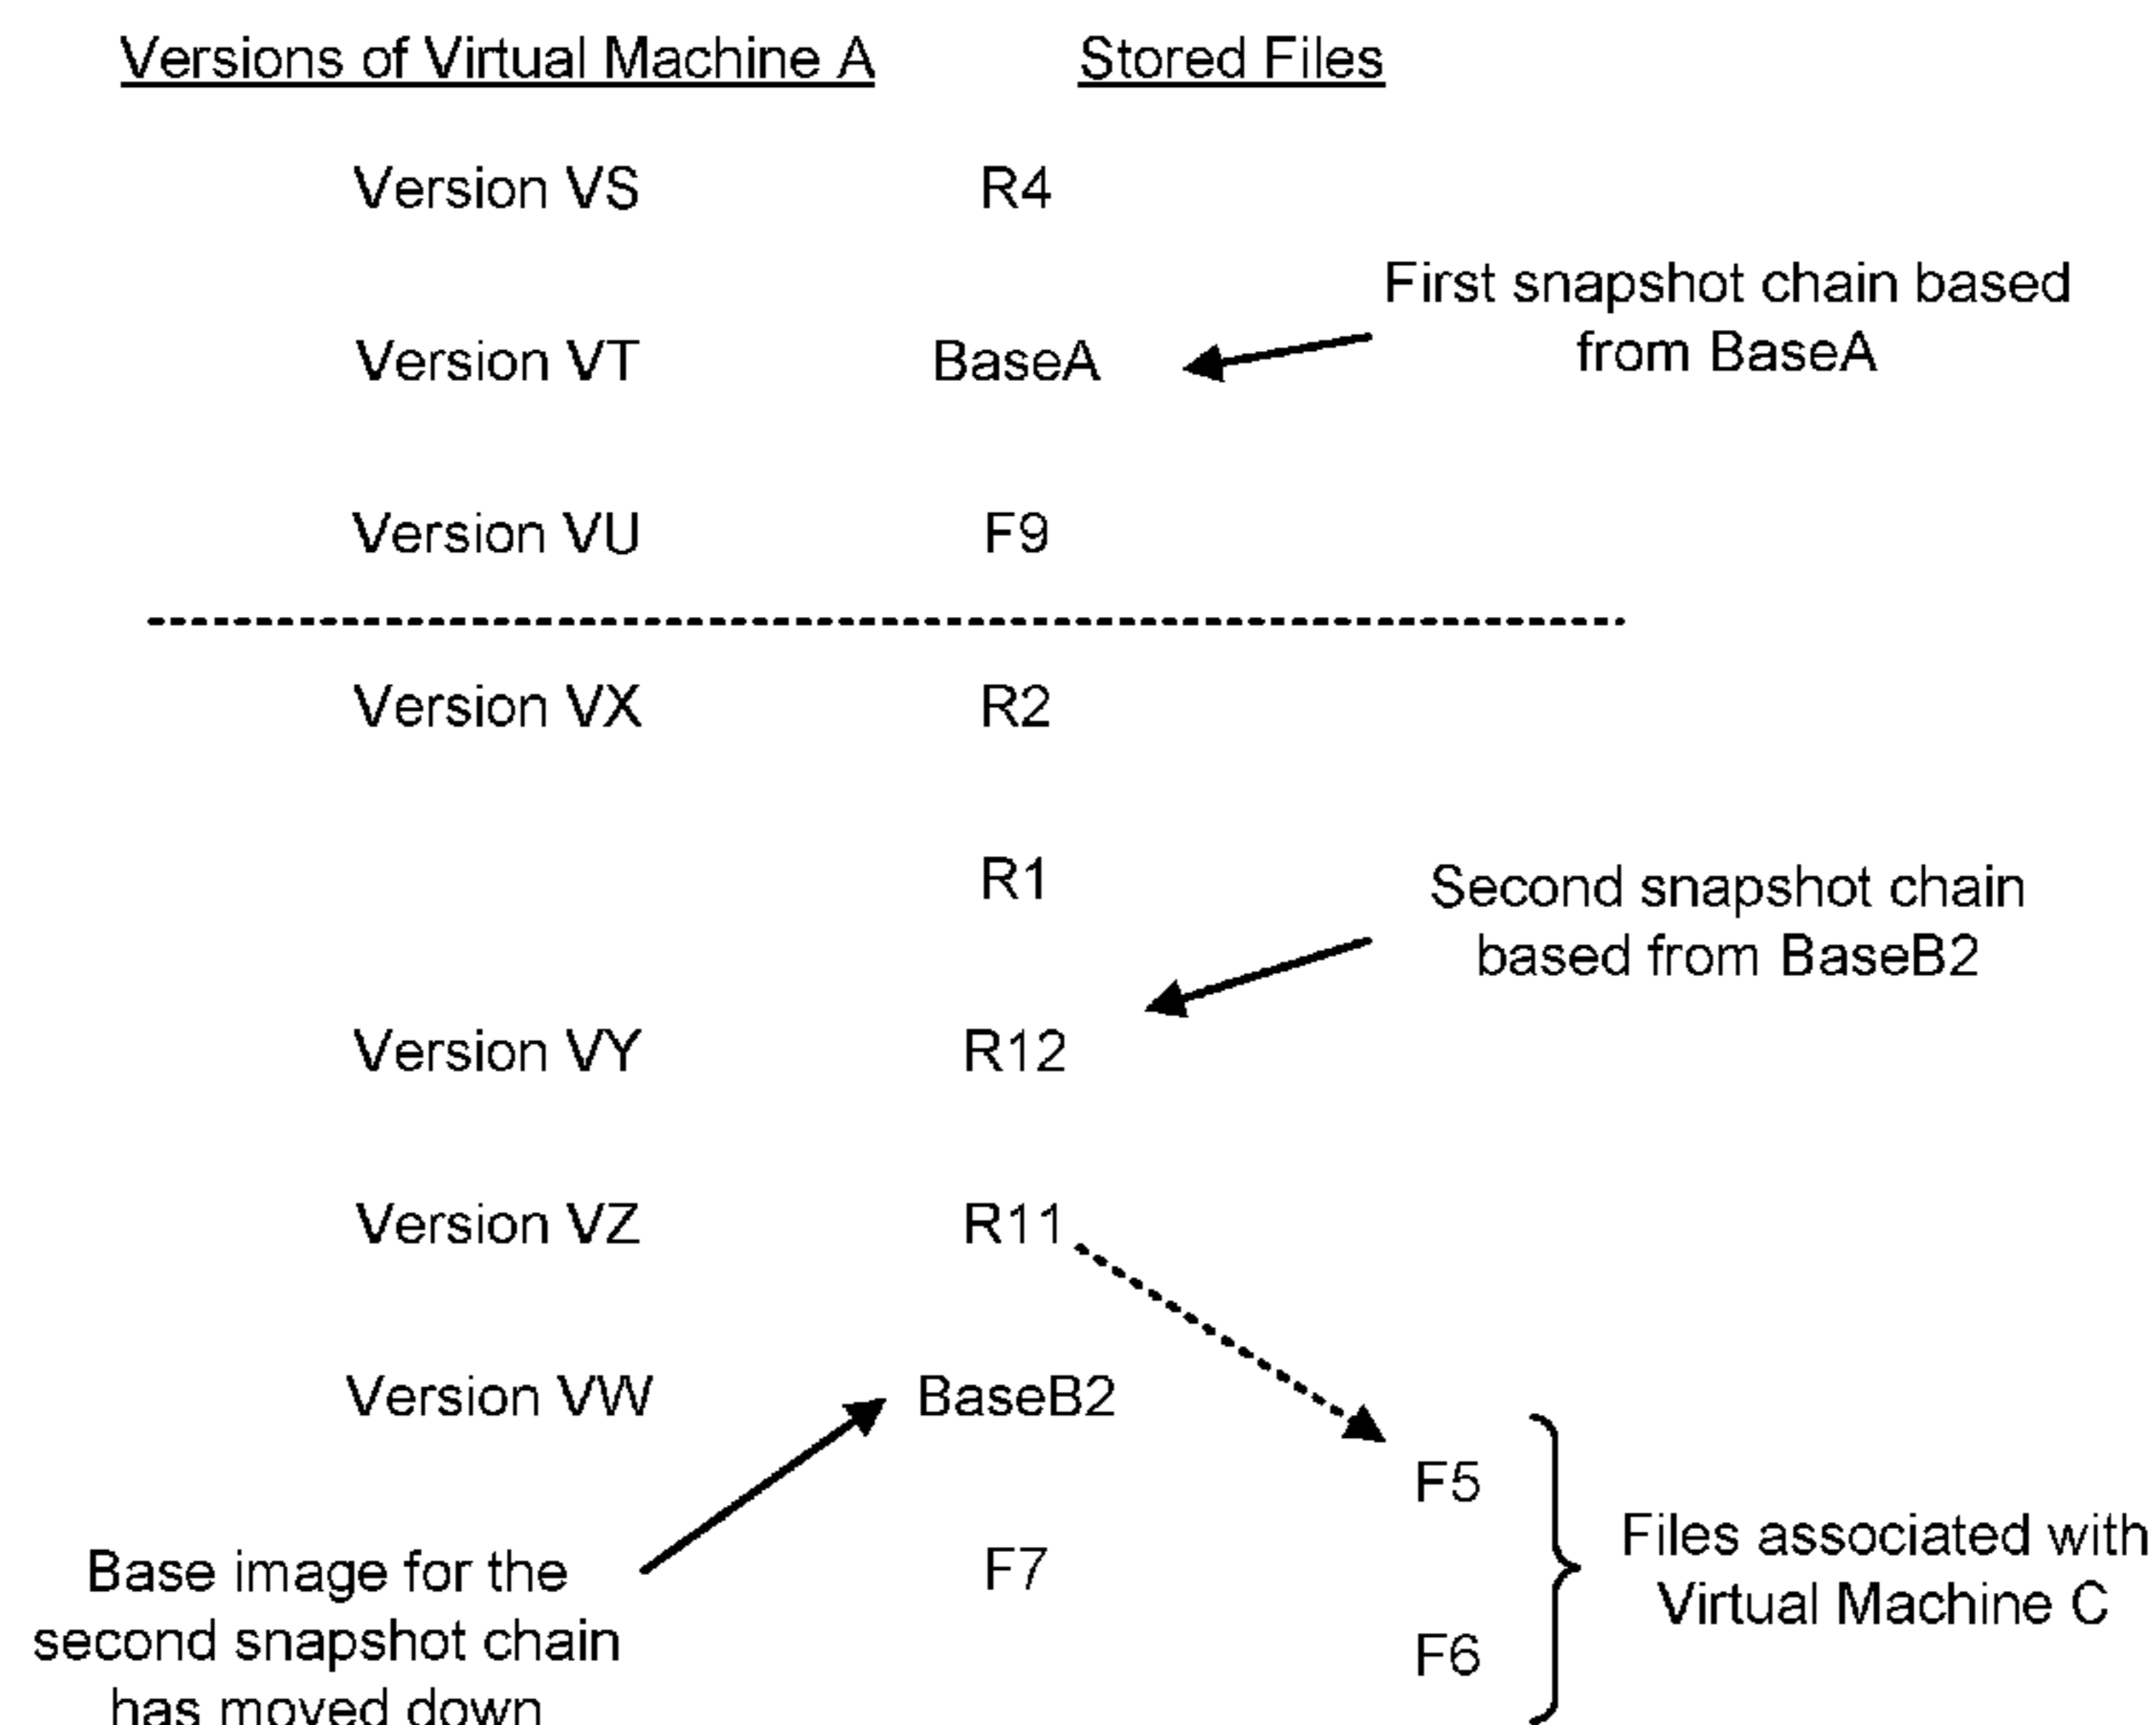 Versions of Virtual Machine A
Stored Files
Version VS
R4
First snapshot chain based
from BaseA
Version VT
BaseA
Version VU
F9
Version VX
R2
R1
Second snapshot chain
based from BaseB2
Version VY
R12
Version VZ
R11
Version VW
BaseB2
F5
Base image for the
second snapshot chain
has moved down
F7
Files associated with
Virtual Machine C
F6